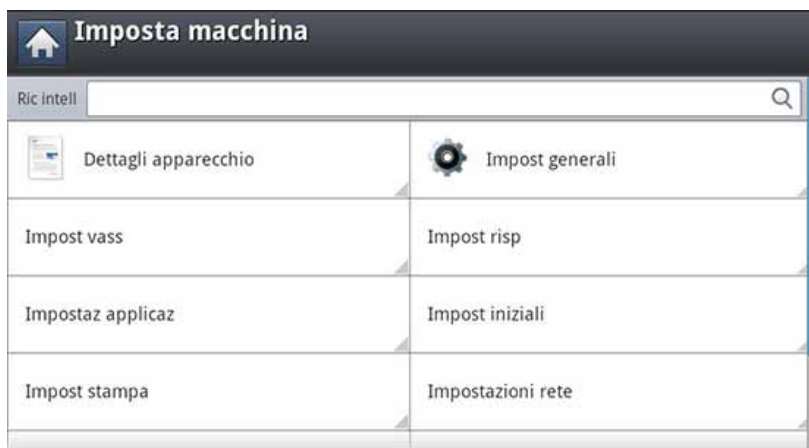 Imposta macchina
Ric intell
Dettagli apparecchio
Impost generali
Impost vass
Impost risp
Impostaz applicaz
Impost iniziali
Impost stampa
Impostazioni rete